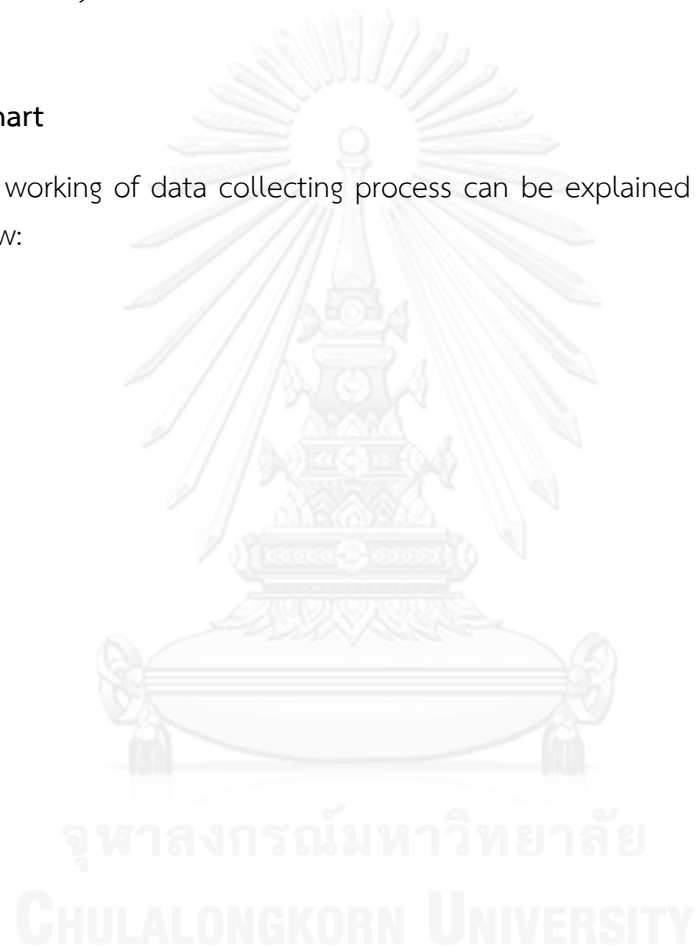 hart
working of data collecting process can be explained
w:
จุฬาลงกรณ์มหาวิทยาลัย
CHULALONGKORN UNIVERSITY